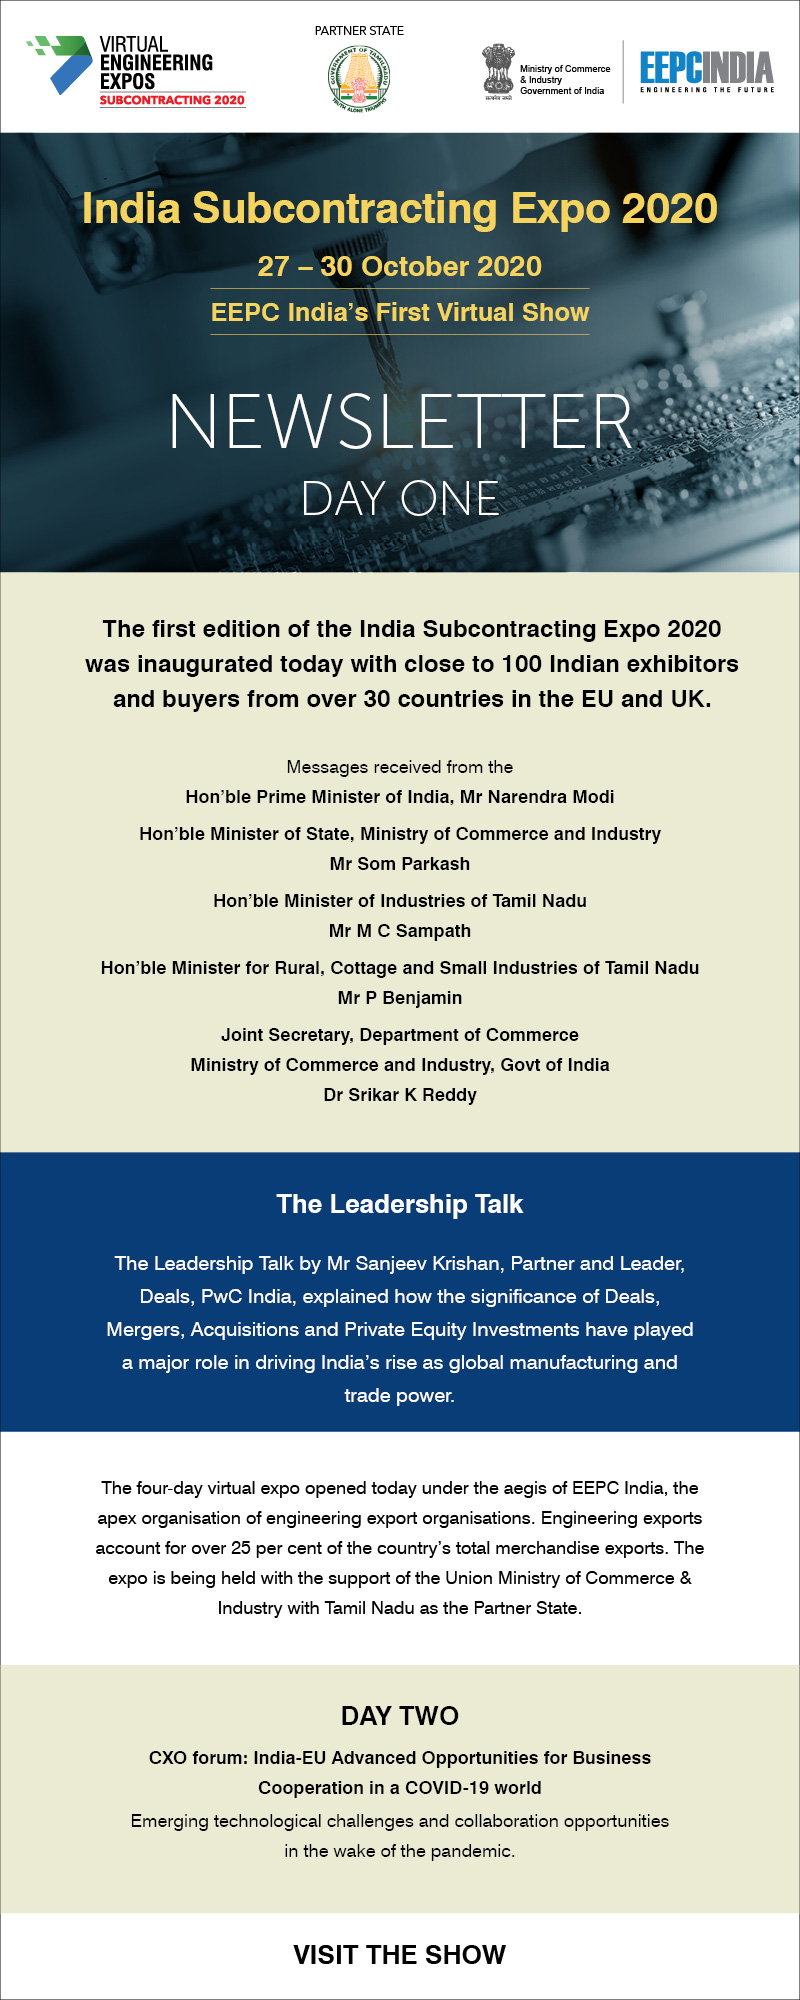 VIRTUAL
ENGINEERING
EXPOS
SUBCONTRACTING 2020
PARTNER STATE
GOVERNMENT OF TAMILNADU
TRUTH ALONE TRIUMPHS
सत्यमेव जयते
Ministry of Commerce
& Industry
Government of India
EEPCINDIA
ENGINEERING THE FUTURE
India Subcontracting Expo 2020
27 – 30 October 2020
EEPC India’s First Virtual Show
NEWSLETTER
DAY ONE
The first edition of the India Subcontracting Expo 2020
was inaugurated today with close to 100 Indian exhibitors
and buyers from over 30 countries in the EU and UK.
Messages received from the
Hon’ble Prime Minister of India, Mr Narendra Modi
Hon’ble Minister of State, Ministry of Commerce and Industry
Mr Som Parkash
Hon’ble Minister of Industries of Tamil Nadu
Mr M C Sampath
Hon’ble Minister for Rural, Cottage and Small Industries of Tamil Nadu
Mr P Benjamin
Joint Secretary, Department of Commerce
Ministry of Commerce and Industry, Govt of India
Dr Srikar K Reddy
The Leadership Talk
The Leadership Talk by Mr Sanjeev Krishan, Partner and Leader,
Deals, PwC India, explained how the significance of Deals,
Mergers, Acquisitions and Private Equity Investments have played
a major role in driving India’s rise as global manufacturing and
trade power.
The four-day virtual expo opened today under the aegis of EEPC India, the
apex organisation of engineering export organisations. Engineering exports
account for over 25 per cent of the country’s total merchandise exports. The
expo is being held with the support of the Union Ministry of Commerce &
Industry with Tamil Nadu as the Partner State.
DAY TWO
CXO forum: India-EU Advanced Opportunities for Business
Cooperation in a COVID-19 world
Emerging technological challenges and collaboration opportunities
in the wake of the pandemic.
VISIT THE SHOW